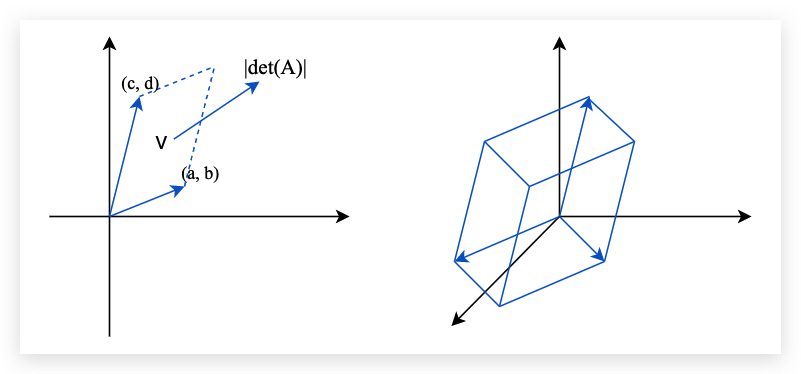 |det(A)|
(c, d)
V
(a, b)